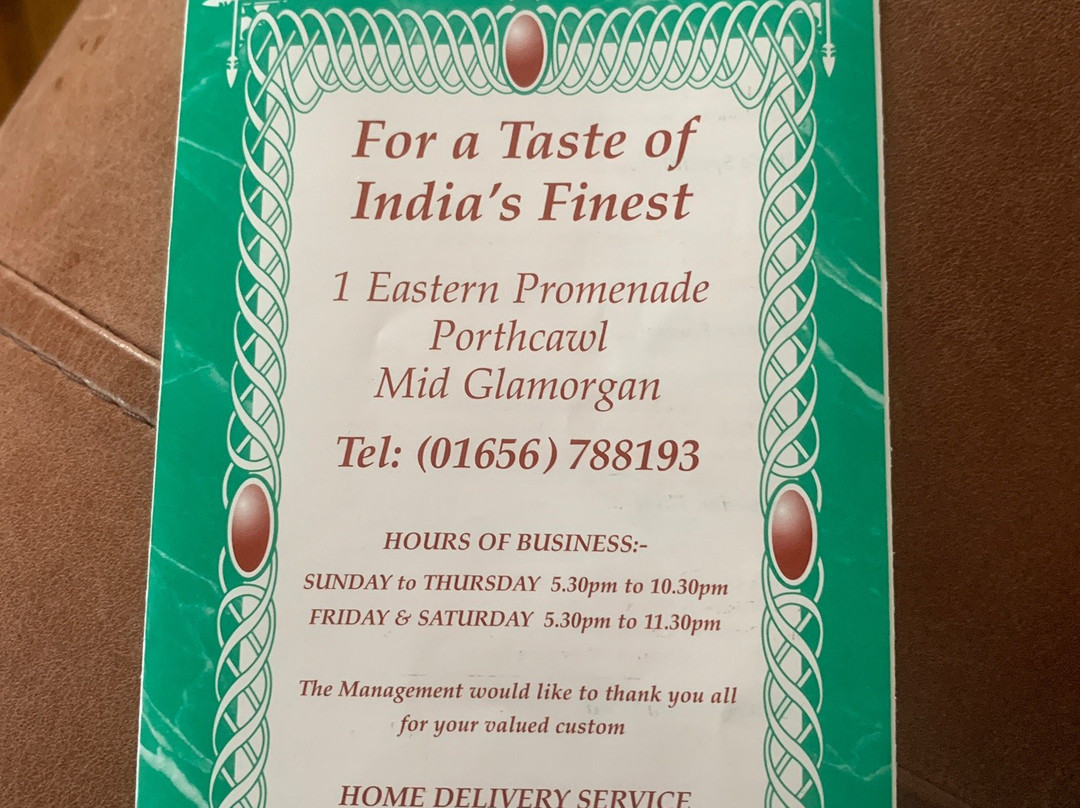 For a Taste of
India's Finest
1 Eastern Promenade
Porthcawl
Mid Glamorgan
Tel: (01656) 788193
HOURS OF BUSINESS:-
SUNDAY to THURSDAY 5.30pm to 10.30pm
FRIDAY & SATURDAY 5.30pm to 11.30pm
The Management would like to thank you all
for your valued custom
HOME DELIVERY SERVICE